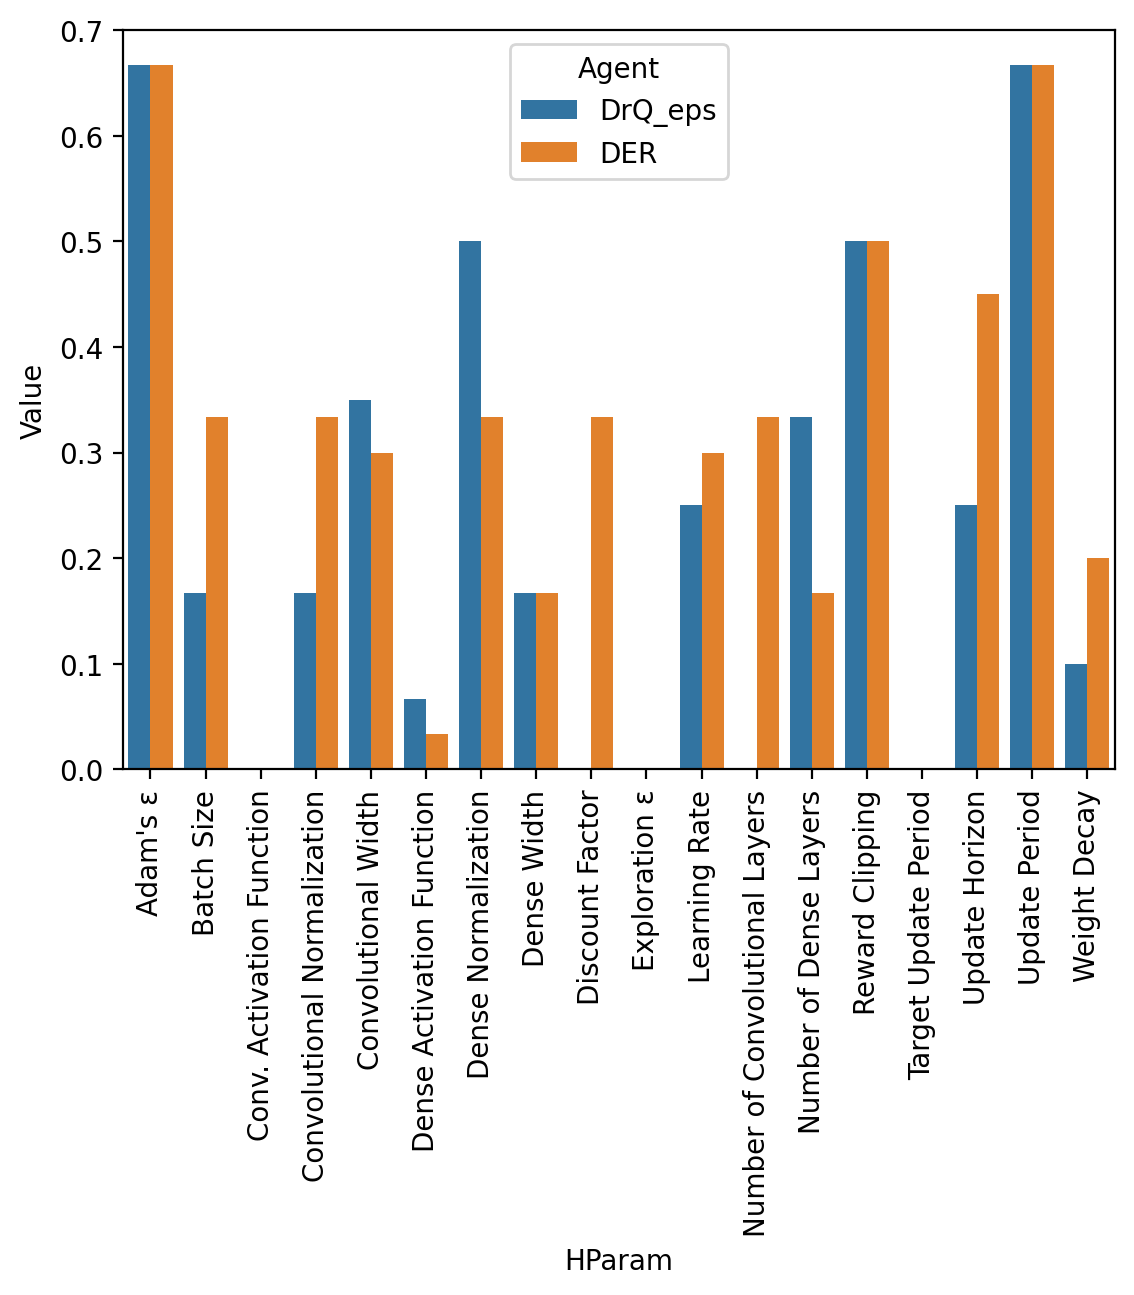 0.7
0.6
0.5
0.4
0.3
0.2
0.1
0.0
Value
Agent
DrQ_eps
DER
Adam's ε
Batch Size
Conv. Activation Function
Convolutional Normalization
Convolutional Width
Dense Activation Function
Dense Normalization
Dense Width
Discount Factor
Exploration ε
Learning Rate
Number of Convolutional Layers
Number of Dense Layers
Reward Clipping
Target Update Period
Update Horizon
Update Period
Weight Decay
HParam